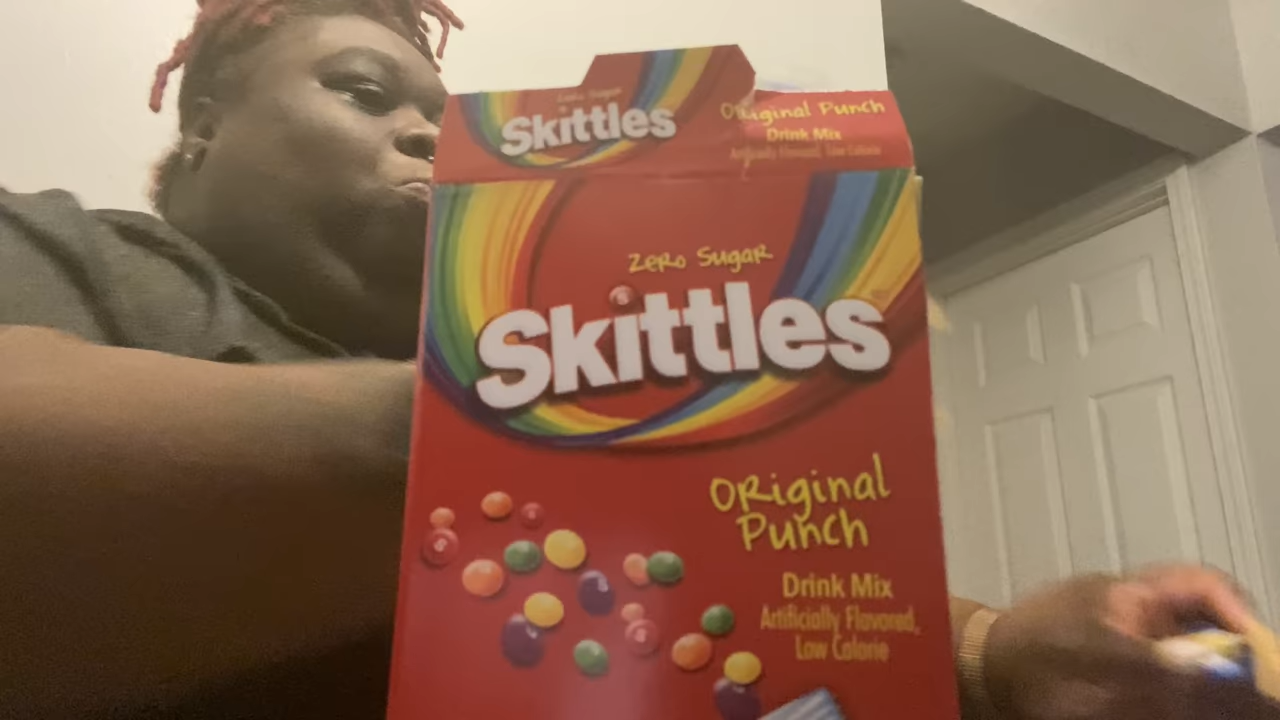 Zero Sugar
Skittles
Original Punch
Drink Mix
Artificially Flavored, Low Calorie
Zero Sugar
Skittles
Original
Punch
Drink Mix
Artificially Flavored,
Low Calorie